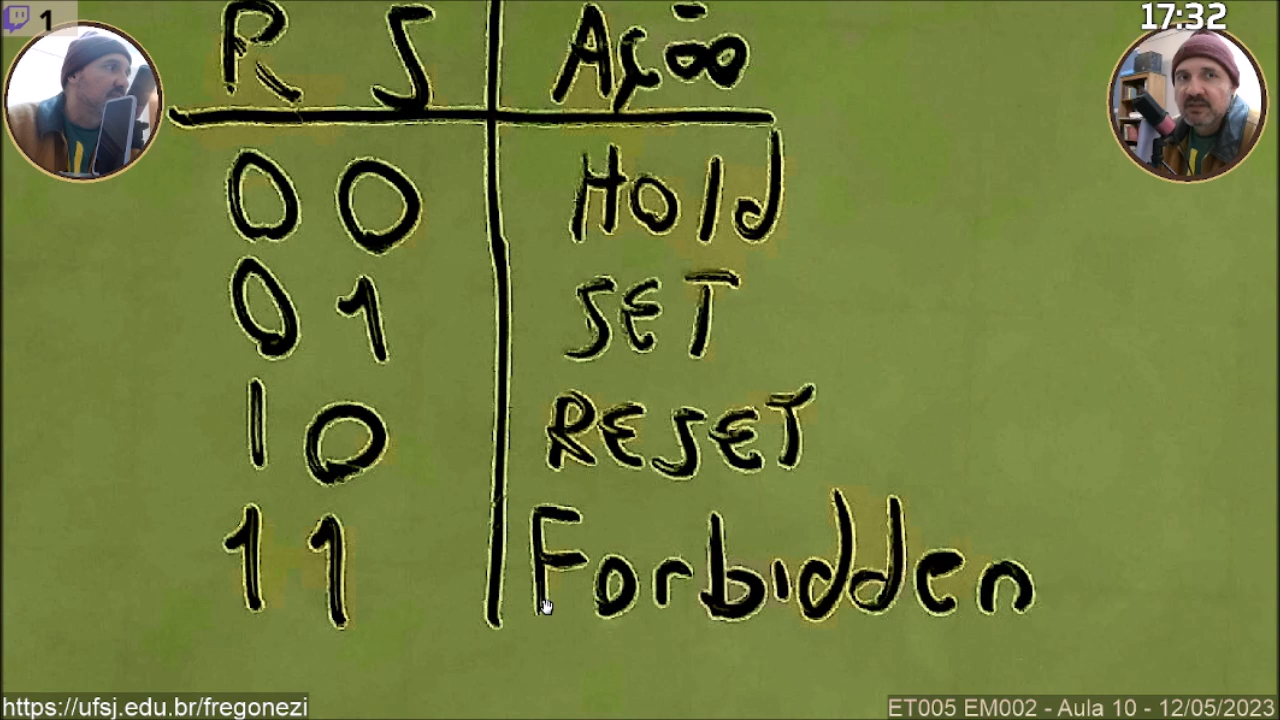 1
17:32
R S Ação
0 0 Hold
0 1 SET
1 0 RESET
1 1 Forbidden
https://ufsj.edu.br/fregonezi
ET005 EM002 - Aula 10 - 12/05/2023